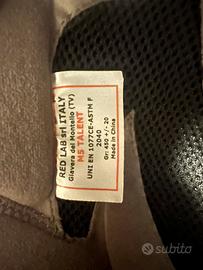 RED LAB srl ITALY
Giavera del Montello (TV)
MS TALENT
UNI EN 1077CE-ASTM F
2040
Gr: 450 +/- 20
Made in China
subito